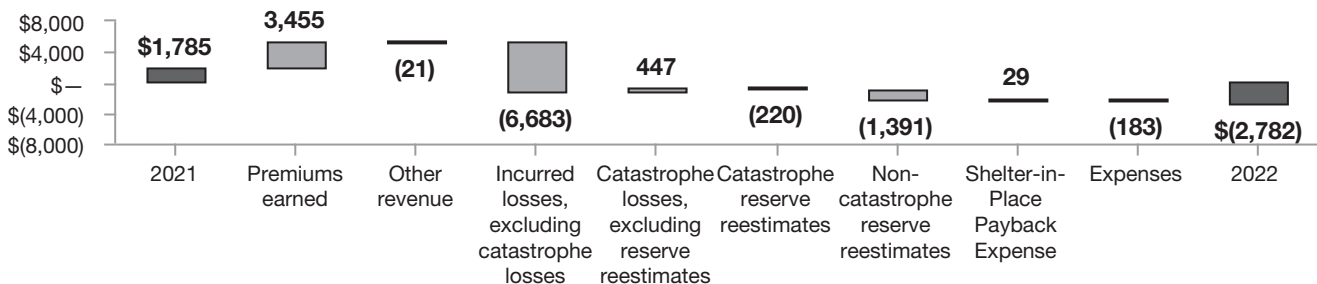 $8,000
$4,000
$—
$(4,000)
$(8,000)
$1,785
3,455
(21)
(6,683)
447
(220)
(1,391)
29
(183)
$(2,782)
2021
Premiums
earned
Other
revenue
Incurred
losses,
excluding
catastrophe
losses
Catastrophe
losses,
excluding
reserve
reestimates
Catastrophe
reserve
reestimates
Non-
catastrophe
reserve
reestimates
Shelter-in-
Place
Payback
Expense
Expenses
2022